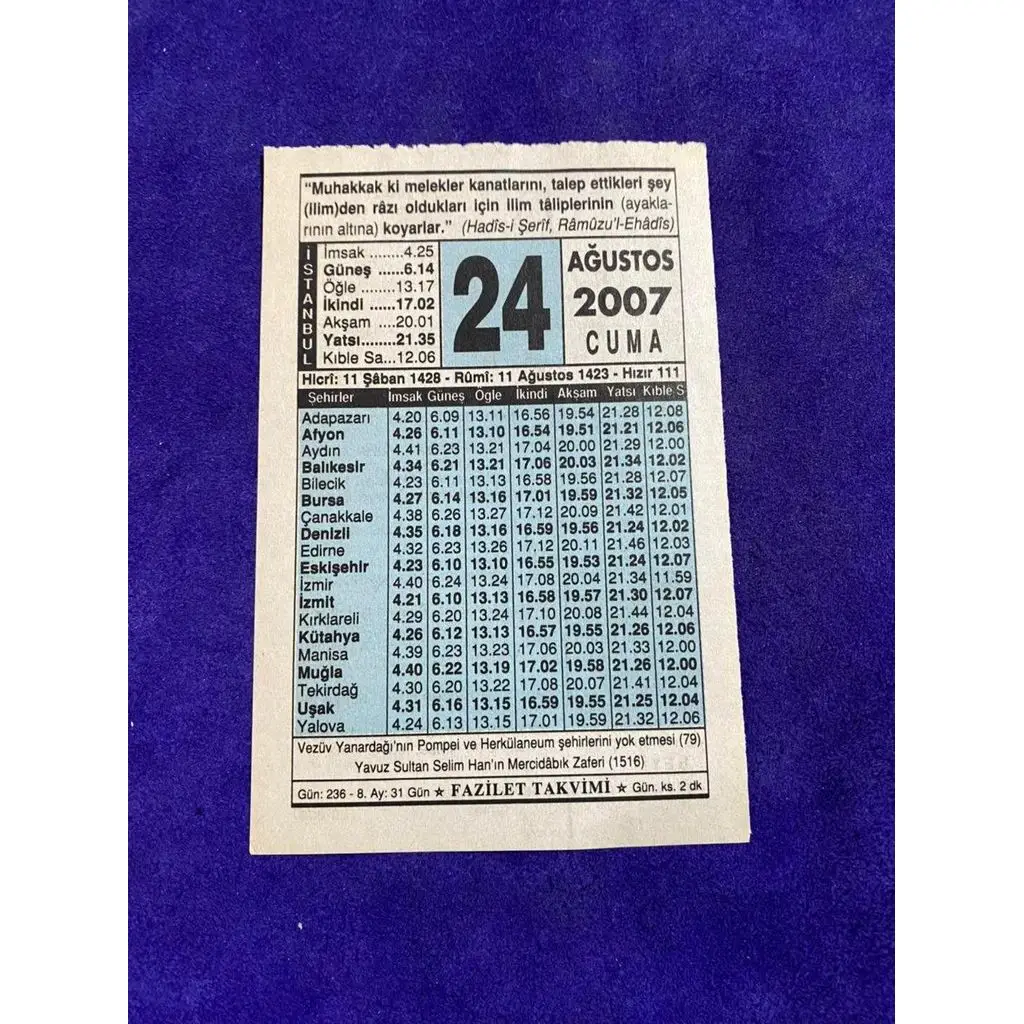 “Muhakkak ki melekler kanatlarını, talep ettikleri şey
(ilim)den râzı oldukları için ilim tâliplerinin (ayakla-
rının altına) koyarlar.” (Hadîs-i Şerîf, Râmûzu'l-Ehâdîs)
İSTANBUL
İmsak ........4.25
Güneş ......6.14
Öğle ........13.17
İkindi ......17.02
Akşam ....20.01
Yatsı........21.35
Kıble Sa...12.06
24
AĞUSTOS
2007
CUMA
Hicrî: 11 Şâban 1428 - Rûmî: 11 Ağustos 1423 - Hızır 111
Şehirler İmsak Güneş Öğle İkindi Akşam Yatsı Kıble S
Adapazarı 4.20 6.09 13.11 16.56 19.54 21.28 12.08
Afyon 4.26 6.11 13.10 16.54 19.51 21.21 12.06
Aydın 4.41 6.23 13.21 17.04 20.00 21.29 12.00
Balıkesir 4.34 6.21 13.21 17.06 20.03 21.34 12.02
Bilecik 4.23 6.11 13.13 16.58 19.56 21.28 12.07
Bursa 4.27 6.14 13.16 17.01 19.59 21.32 12.05
Çanakkale 4.38 6.26 13.27 17.12 20.09 21.42 12.01
Denizli 4.35 6.18 13.16 16.59 19.56 21.24 12.02
Edirne 4.32 6.23 13.26 17.12 20.11 21.46 12.03
Eskişehir 4.23 6.10 13.10 16.55 19.53 21.24 12.07
İzmir 4.40 6.24 13.24 17.08 20.04 21.34 11.59
İzmit 4.21 6.10 13.13 16.58 19.57 21.30 12.07
Kırklareli 4.29 6.20 13.24 17.10 20.08 21.44 12.04
Kütahya 4.26 6.12 13.13 16.57 19.55 21.26 12.06
Manisa 4.39 6.23 13.23 17.06 20.03 21.33 12.00
Muğla 4.40 6.22 13.19 17.02 19.58 21.26 12.00
Tekirdağ 4.30 6.20 13.22 17.08 20.07 21.41 12.04
Uşak 4.31 6.16 13.15 16.59 19.55 21.25 12.04
Yalova 4.24 6.13 13.15 17.01 19.59 21.32 12.06
Vezüv Yanardağı'nın Pompei ve Herkülaneum şehirlerini yok etmesi (79)
Yavuz Sultan Selim Han'ın Mercidâbık Zaferi (1516)
Gün: 236 - 8. Ay: 31 Gün ★ FAZİLET TAKVİMİ ★ Gün. ks. 2 dk